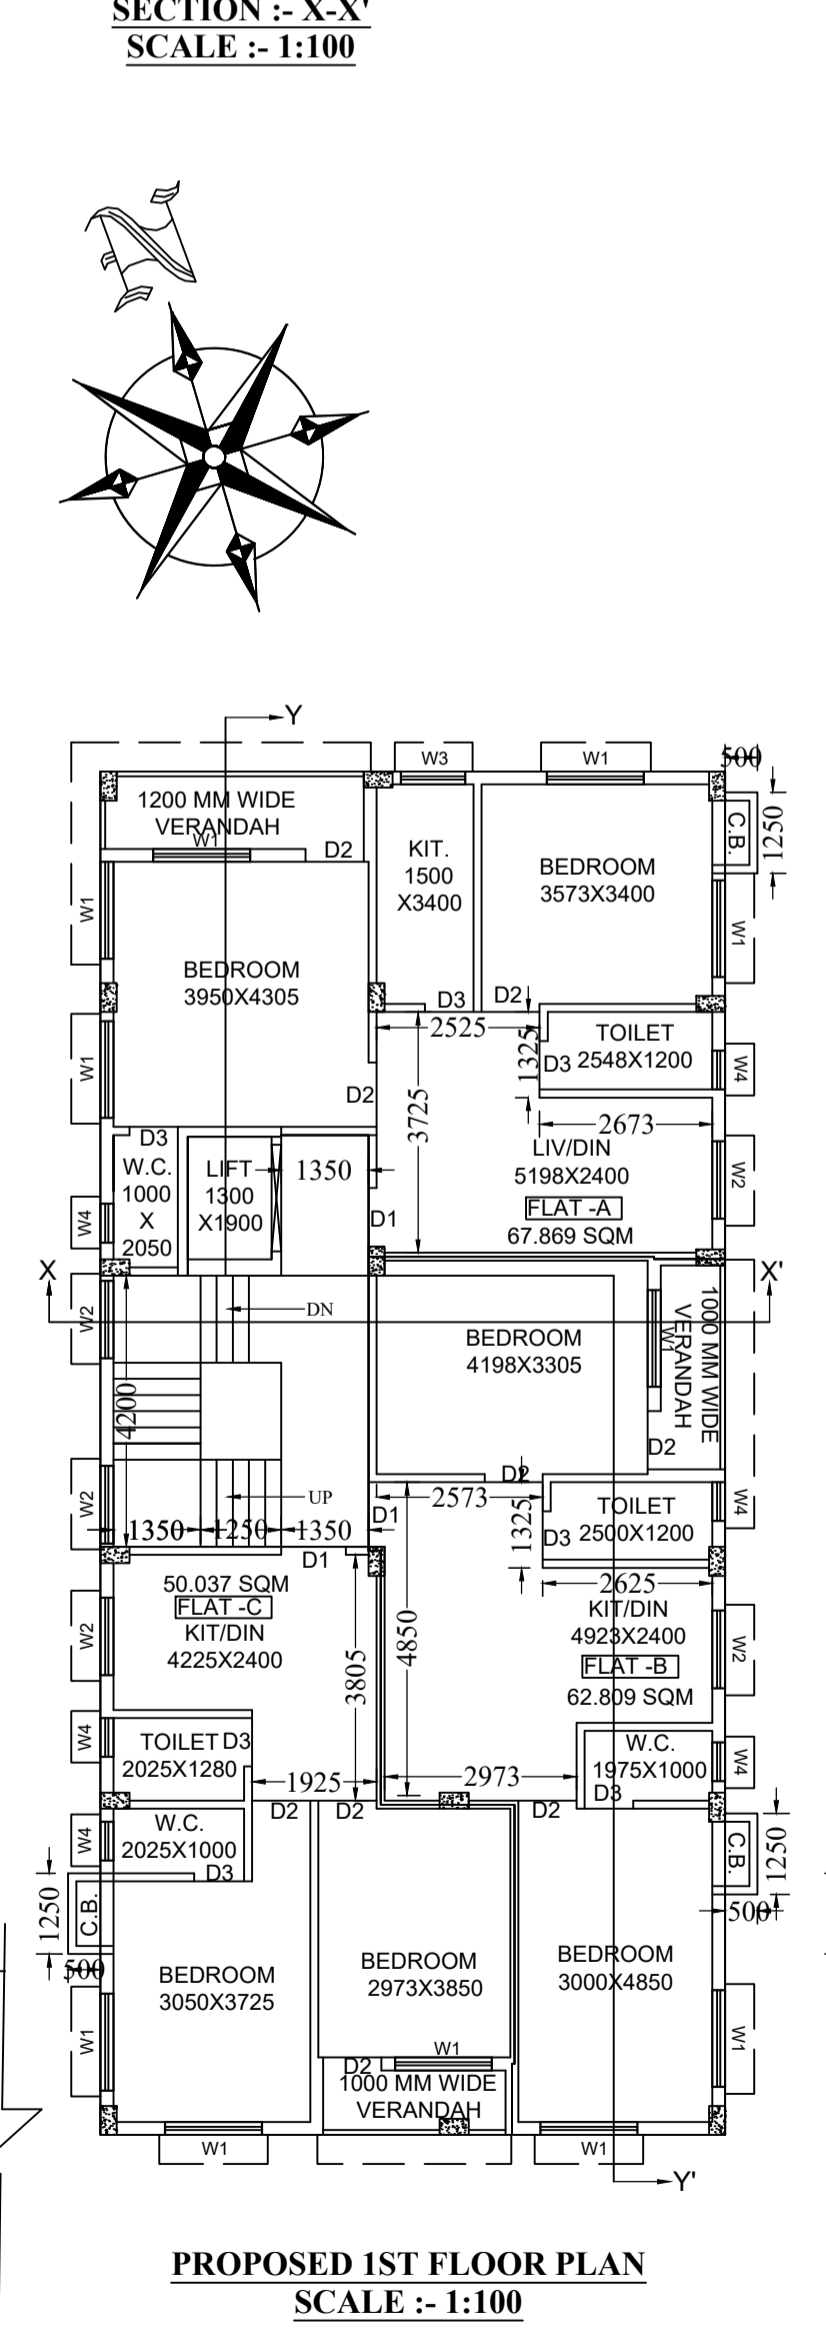 SECTION :- X-X'
SCALE :- 1:100
N
Y
W3
W1
500
1200 MM WIDE
VERANDAH
W1
D2
C.B.
1250
KIT.
1500
X3400
BEDROOM
3573X3400
W1
W1
BEDROOM
3950X4305
D3
D2
2525
TOILET
2548X1200
1325
D3
W4
W1
D2
3725
2673
D3
W.C.
1000
X
2050
LIFT
1300
X1900
1350
LIV/DIN
5198X2400
FLAT -A
67.869 SQM
W2
W4
D1
X
X'
W2
DN
BEDROOM
4198X3305
W1
1000 MM WIDE
VERANDAH
4200
D2
D2
W2
UP
D1
2573
1325
TOILET
2500X1200
D3
W4
1350
1250
1350
D1
2625
50.037 SQM
FLAT -C
KIT/DIN
4225X2400
W2
3805
4850
KIT/DIN
4923X2400
FLAT -B
62.809 SQM
W2
W4
TOILET
D3
2025X1280
1925
2973
W.C.
1975X1000
D3
W4
W4
W.C.
2025X1000
D3
D2
D2
D2
C.B.
1250
500
1250
C.B.
500
BEDROOM
3050X3725
BEDROOM
2973X3850
BEDROOM
3000X4850
W1
W1
W1
D2
1000 MM WIDE
VERANDAH
W1
W1
Y'
PROPOSED 1ST FLOOR PLAN
SCALE :- 1:100